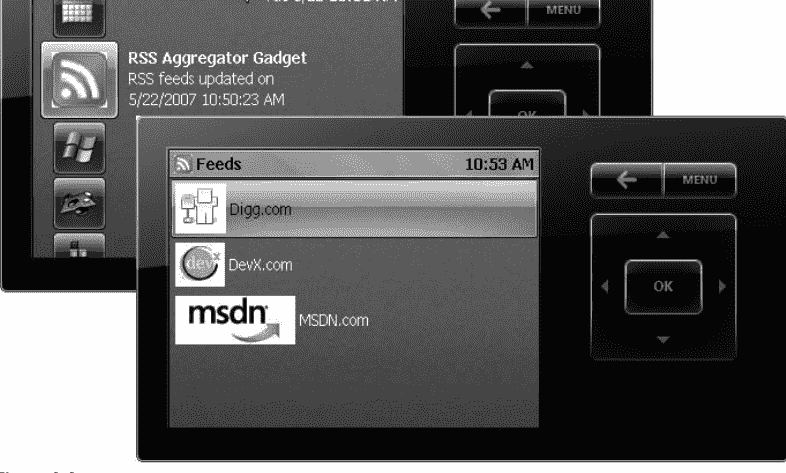 MENU
RSS Aggregator Gadget
RSS feeds updated on
5/22/2007 10:50:23 AM
OK
Feeds
10:53 AM
MENU
Digg.com
dev x
DevX.com
OK
msdn
MSDN.com